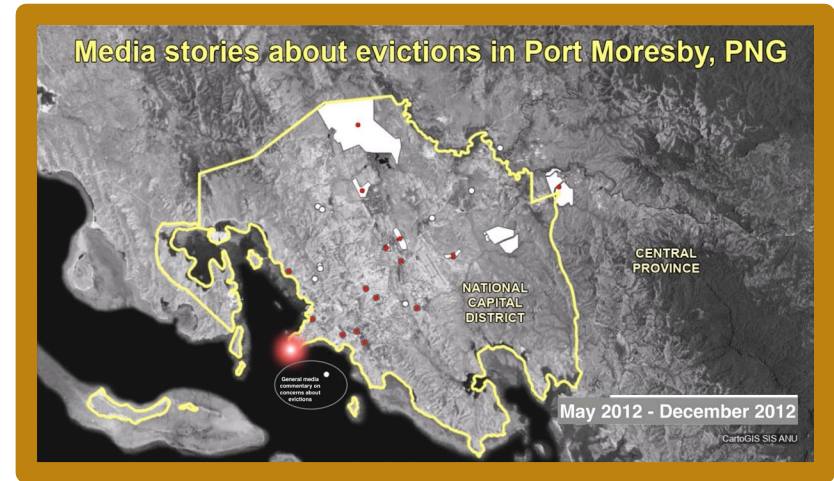 Media stories about evictions in Port Moresby, PNG
CENTRAL
PROVINCE
NATIONAL
CAPITAL
DISTRICT
General media
commentary on
concerns about
evictions
May 2012 - December 2012
CartoGIS SIS ANU